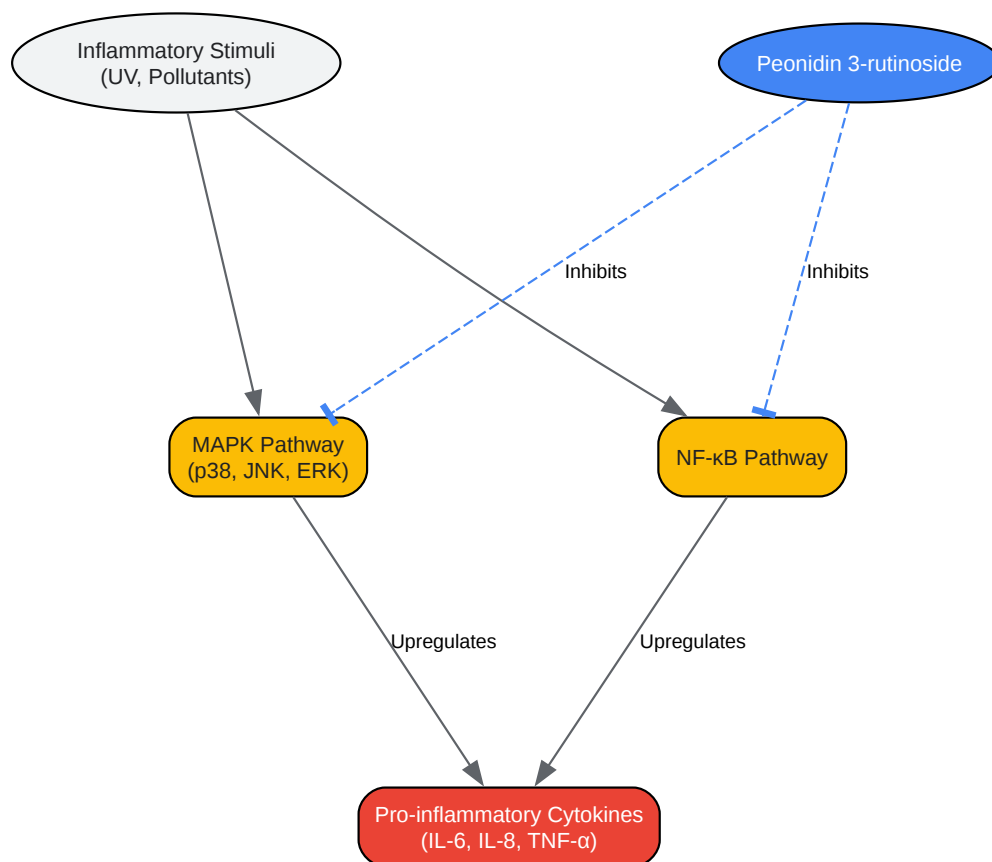 Inflammatory Stimuli
(UV, Pollutants)
Peonidin 3-rutinoside
Inhibits
Inhibits
MAPK Pathway
(p38, JNK, ERK)
NF-κB Pathway
Upregulates
Upregulates
Pro-inflammatory Cytokines
(IL-6, IL-8, TNF-α)